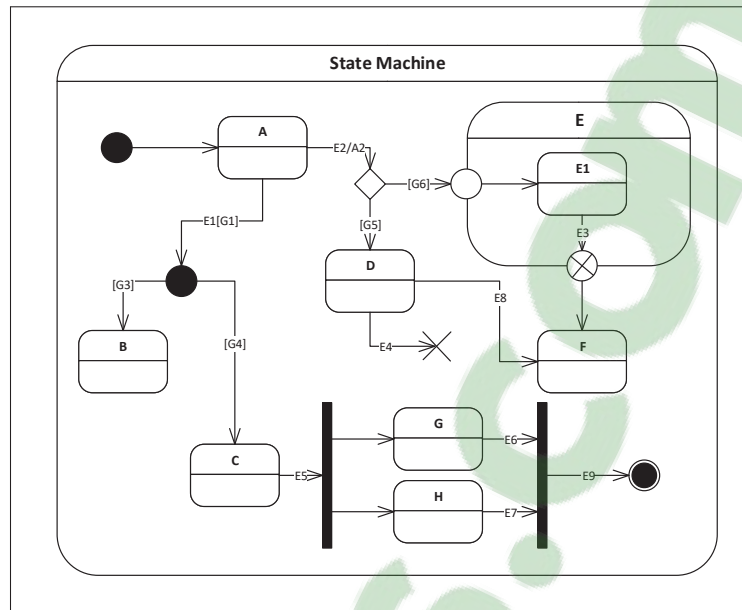 State Machine
A
E2/A2
E
[G6]
E1
E1[G1]
[G5]
E3
D
[G3]
E8
B
[G4]
E4
F
C
E5
G
E6
H
E7
E9